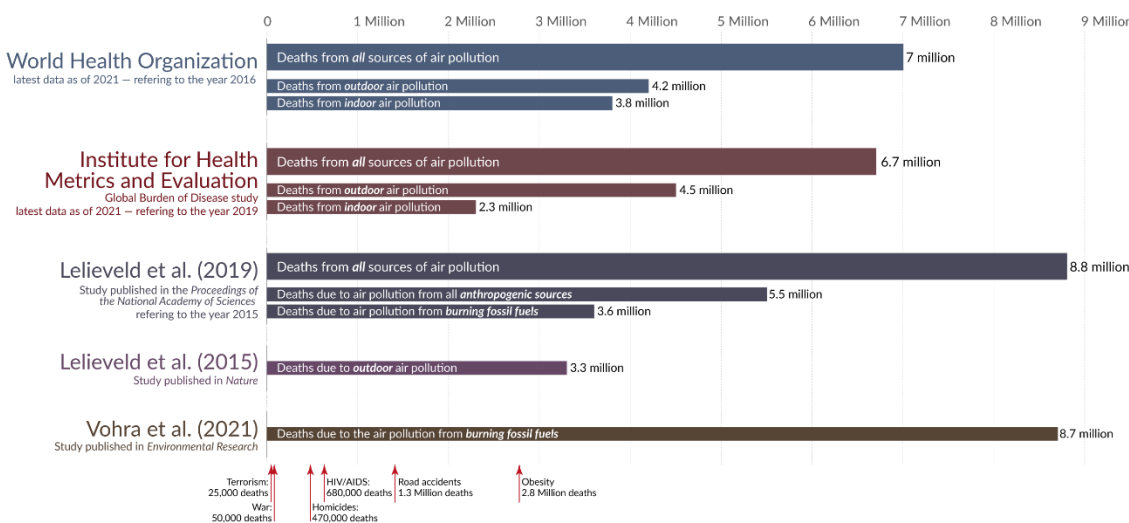 0 1 Million 2 Million 3 Million 4 Million 5 Million 6 Million 7 Million 8 Million 9 Million
World Health Organization
latest data as of 2021 — refering to the year 2016
Deaths from all sources of air pollution 7 million
Deaths from outdoor air pollution 4.2 million
Deaths from indoor air pollution 3.8 million
Institute for Health
Metrics and Evaluation
Global Burden of Disease study
latest data as of 2021 — refering to the year 2019
Deaths from all sources of air pollution 6.7 million
Deaths from outdoor air pollution 4.5 million
Deaths from indoor air pollution 2.3 million
Lelieveld et al. (2019)
Study published in the Proceedings of
the National Academy of Sciences
refering to the year 2015
Deaths from all sources of air pollution 8.8 million
Deaths due to air pollution from all anthropogenic sources 5.5 million
Deaths due to air pollution from burning fossil fuels 3.6 million
Lelieveld et al. (2015)
Study published in Nature
Deaths due to outdoor air pollution 3.3 million
Vohra et al. (2021)
Study published in Environmental Research
Deaths due to the air pollution from burning fossil fuels 8.7 million
Terrorism:
25,000 deaths
War:
50,000 deaths
HIV/AIDS:
680,000 deaths
Homicides:
470,000 deaths
Road accidents
1.3 Million deaths
Obesity
2.8 Million deaths